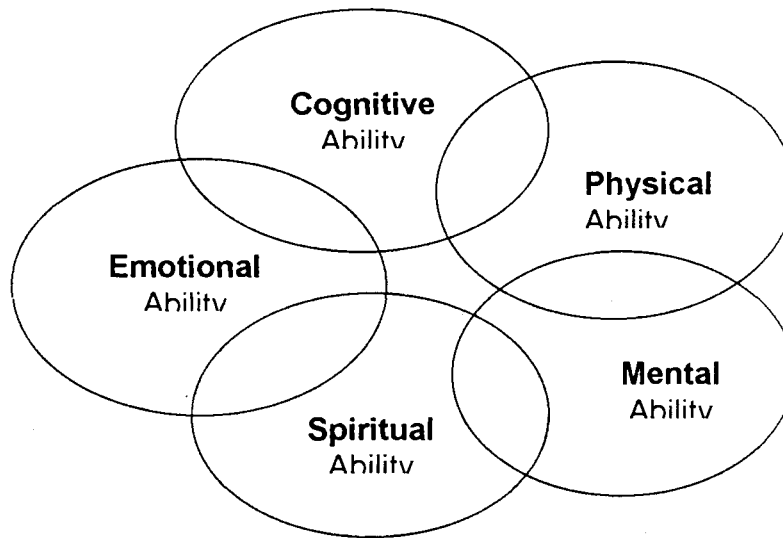 Cognitive
Ability
Physical
Ability
Emotional
Ability
Mental
Ability
Spiritual
Ability